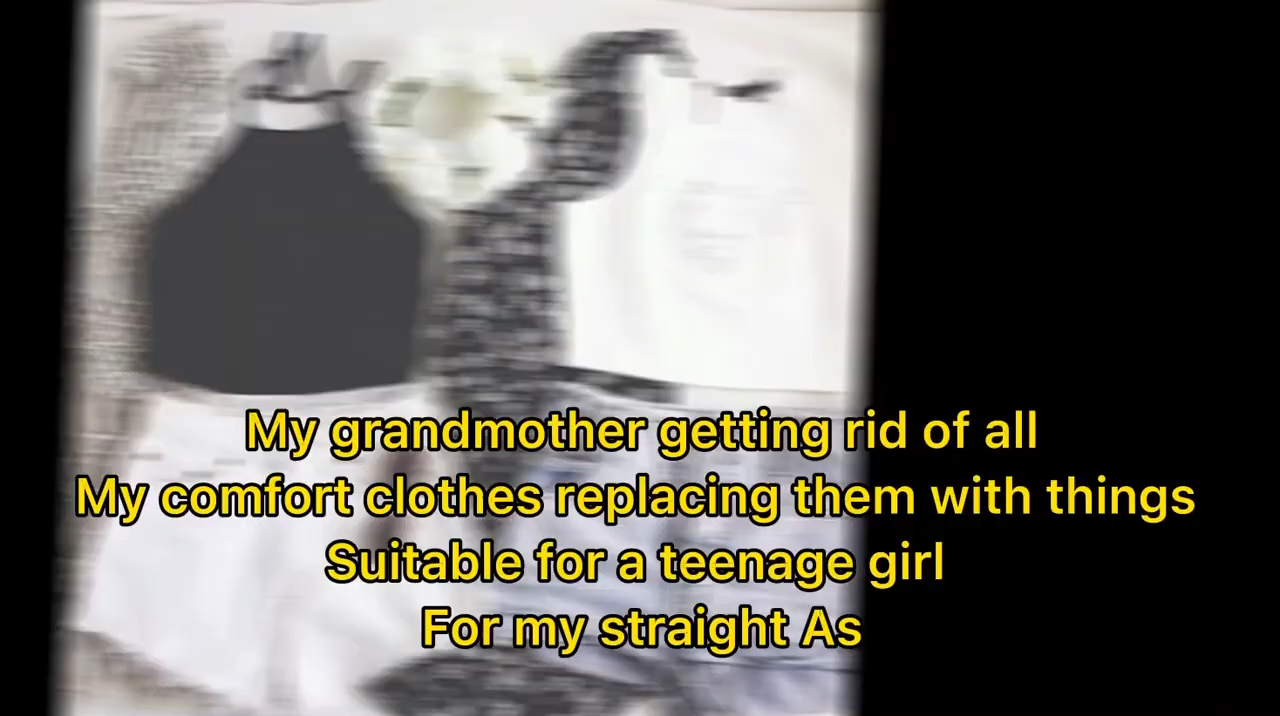 My grandmother getting rid of all
My comfort clothes replacing them with things
Suitable for a teenage girl
For my straight As